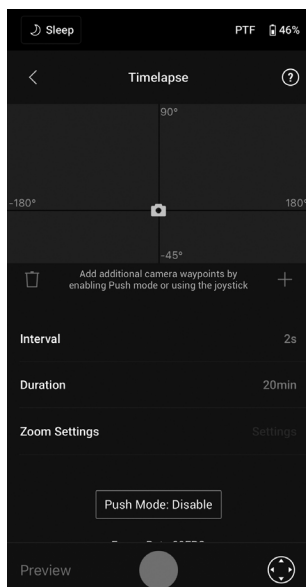 Sleep
PTF 46%
Timelapse
90°
-180° 180°
-45°
Add additional camera waypoints by
enabling Push mode or using the joystick
Interval 2s
Duration 20min
Zoom Settings Settings
Push Mode: Disable
Preview